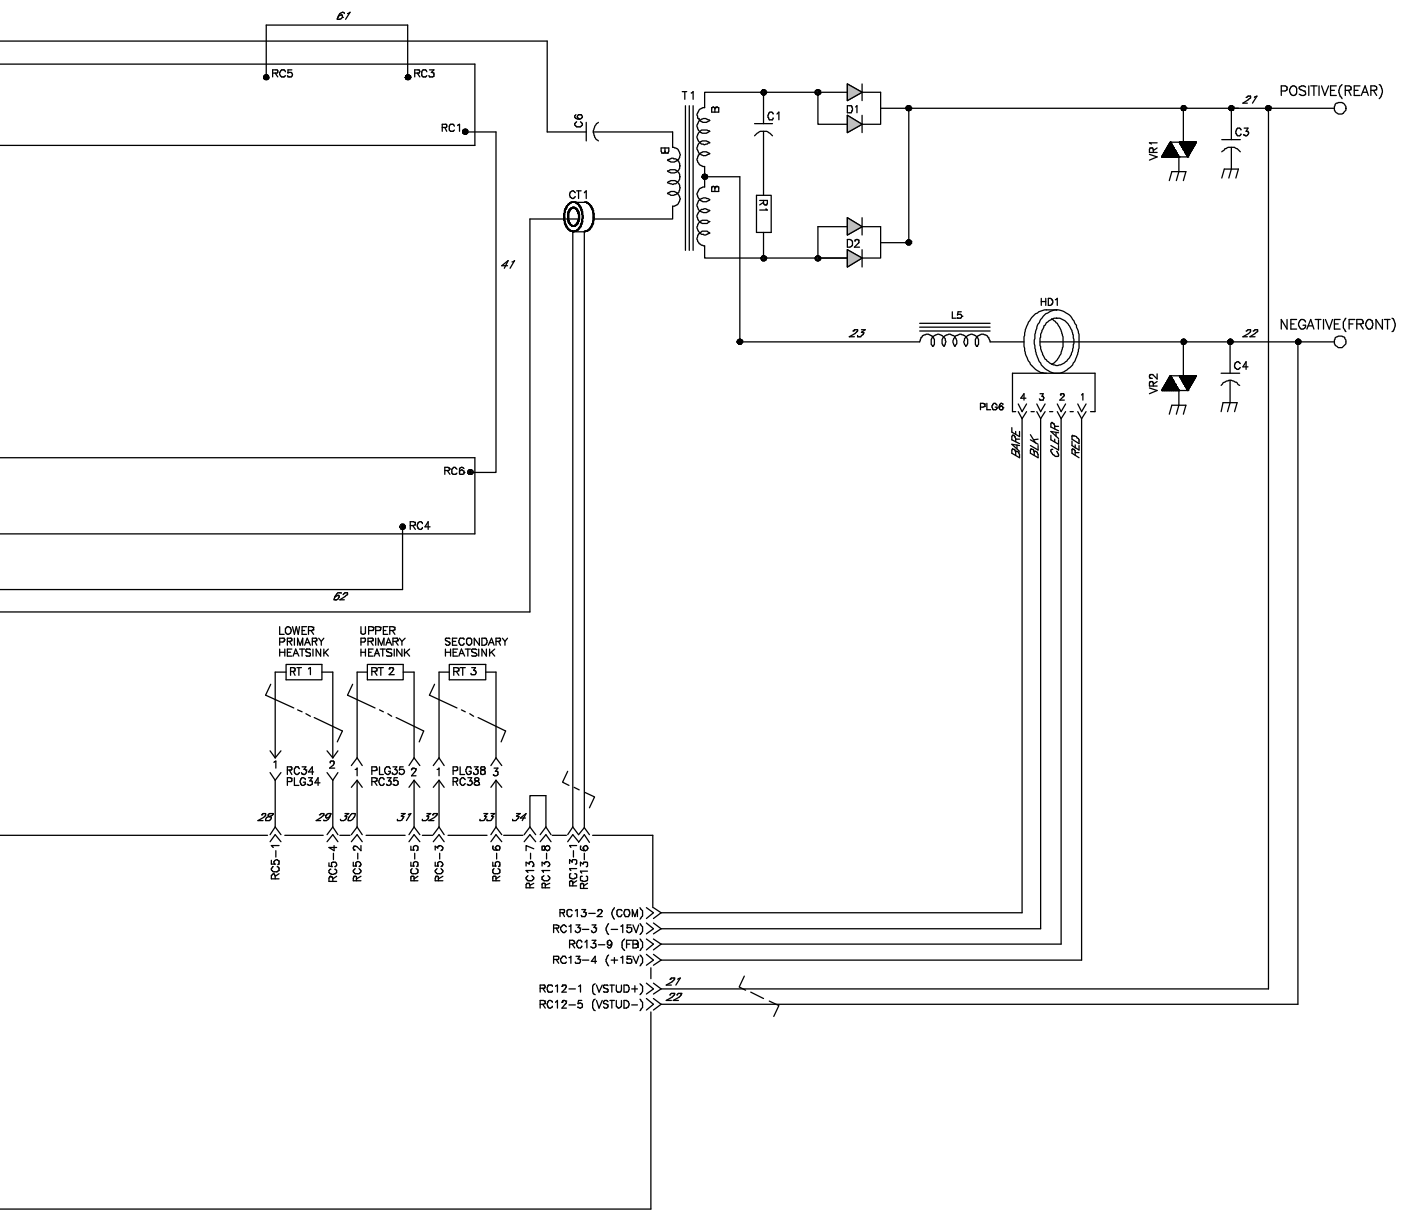 61
RC5
RC3
RC1
C6
T1
B
B
B
C1
R1
D1
D2
21
POSITIVE(REAR)
VR1
C3
CT1
41
23
L5
HD1
22
NEGATIVE(FRONT)
VR2
C4
PLG6
4 3 2 1
BARE
BLK
CLEAR
RED
RC6
RC4
62
LOWER
PRIMARY
HEATSINK
UPPER
PRIMARY
HEATSINK
SECONDARY
HEATSINK
RT 1
RT 2
RT 3
1
RC34
PLG34
2
1
PLG35
RC35
2
1
PLG38
RC38
3
28
29
30
31
32
33
34
RC5-1
RC5-4
RC5-2
RC5-5
RC5-3
RC5-6
RC13-7
RC13-8
RC13-1
RC13-6
RC13-2 (COM)
RC13-3 (-15V)
RC13-9 (FB)
RC13-4 (+15V)
RC12-1 (VSTUD+)
21
RC12-5 (VSTUD-)
22